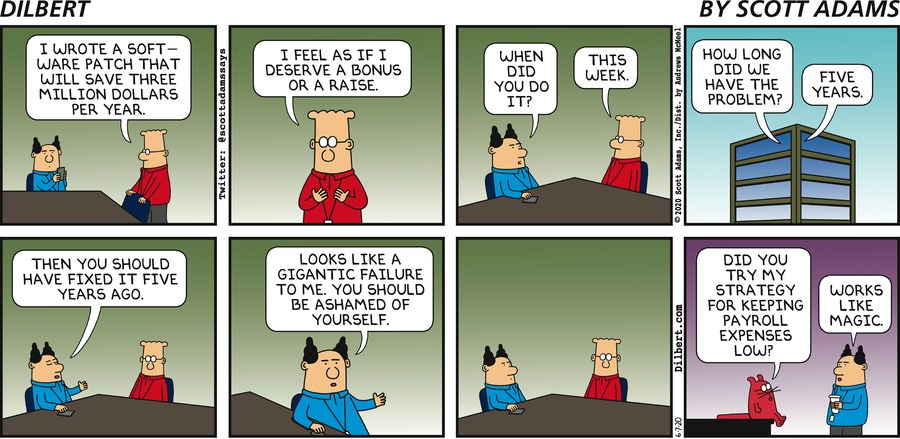 DILBERT
BY SCOTT ADAMS
I WROTE A SOFT–
WARE PATCH THAT
WILL SAVE THREE
MILLION DOLLARS
PER YEAR.
Twitter: @scottadamssays
I FEEL AS IF I
DESERVE A BONUS
OR A RAISE.
WHEN
DID
YOU DO
IT?
THIS
WEEK.
©2020 Scott Adams, Inc./Dist. by Andrews McMeel
HOW LONG
DID WE
HAVE THE
PROBLEM?
FIVE
YEARS.
THEN YOU SHOULD
HAVE FIXED IT FIVE
YEARS AGO.
LOOKS LIKE A
GIGANTIC FAILURE
TO ME. YOU SHOULD
BE ASHAMED OF
YOURSELF.
6-7-20
Dilbert.com
DID YOU
TRY MY
STRATEGY
FOR KEEPING
PAYROLL
EXPENSES
LOW?
WORKS
LIKE
MAGIC.